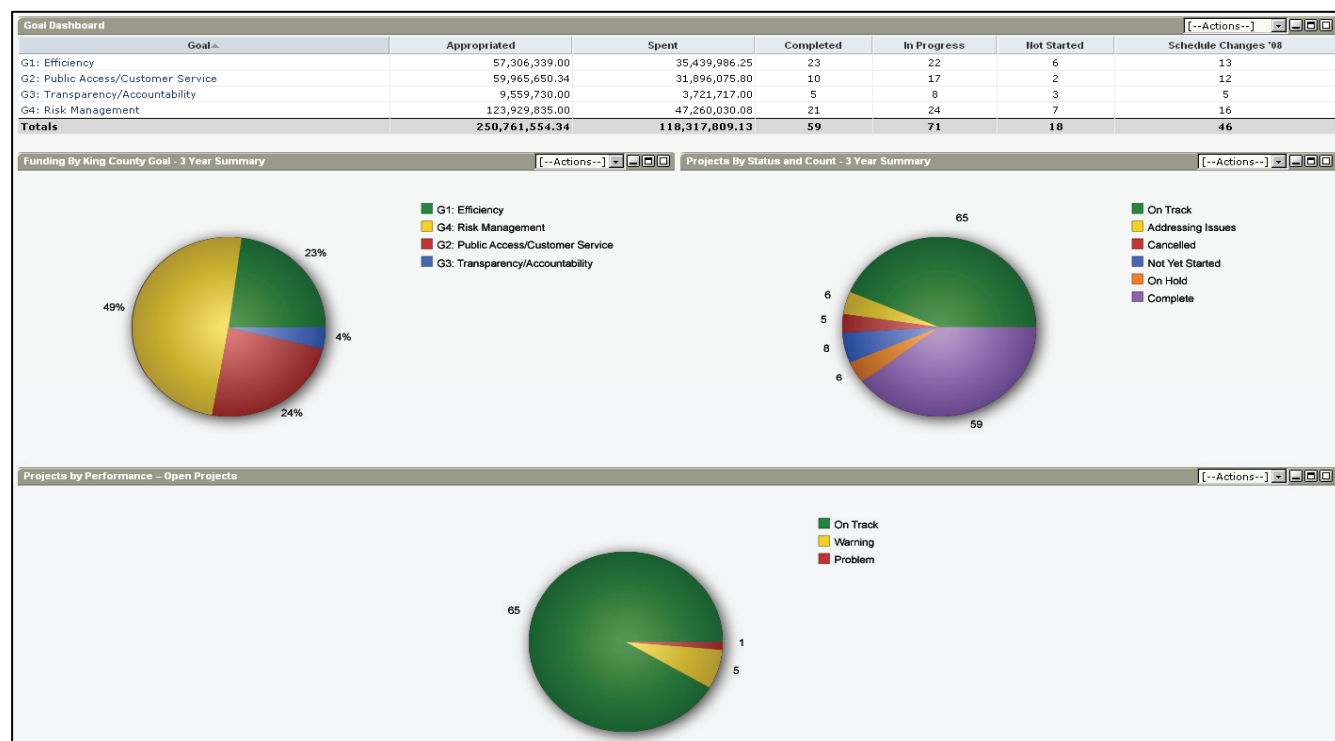 Goal Dashboard [--Actions--]
Goal Appropriated Spent Completed In Progress Not Started Schedule Changes '08
G1: Efficiency 57,306,339.00 35,439,986.25 23 22 6 13
G2: Public Access/Customer Service 59,965,650.34 31,896,075.80 10 17 2 12
G3: Transparency/Accountability 9,559,730.00 3,721,717.00 5 8 3 5
G4: Risk Management 123,929,835.00 47,260,030.08 21 24 7 16
Totals 250,761,554.34 118,317,809.13 59 71 18 46
Funding By King County Goal - 3 Year Summary [--Actions--]
G1: Efficiency
G4: Risk Management
G2: Public Access/Customer Service
G3: Transparency/Accountability
23%
49%
4%
24%
Projects By Status and Count - 3 Year Summary [--Actions--]
On Track
Addressing Issues
Cancelled
Not Yet Started
On Hold
Complete
65
6
5
8
6
59
Projects by Performance – Open Projects [--Actions--]
On Track
Warning
Problem
65
1
5